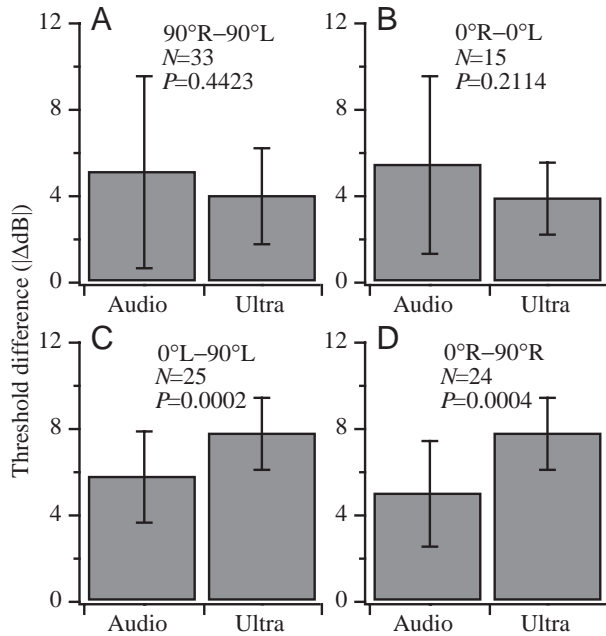 Threshold difference (|ΔdB|)
A
90°R–90°L
N=33
P=0.4423
12
8
4
0
Audio Ultra
B
0°R–0°L
N=15
P=0.2114
12
8
4
0
Audio Ultra
C
0°L–90°L
N=25
P=0.0002
12
8
4
0
Audio Ultra
D
0°R–90°R
N=24
P=0.0004
12
8
4
0
Audio Ultra